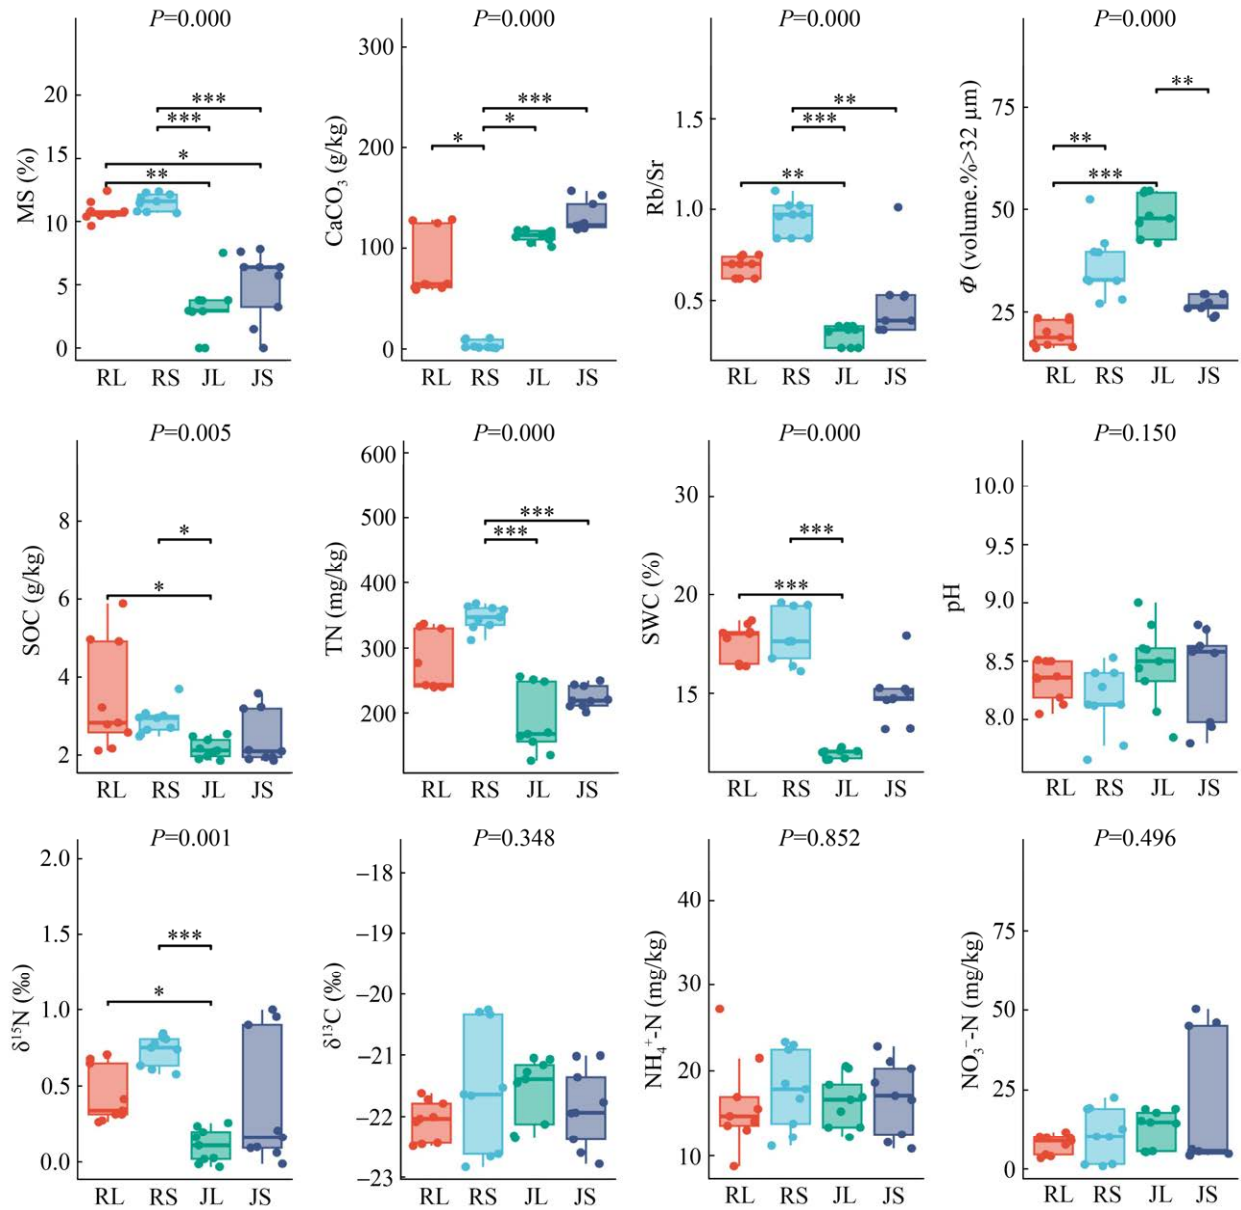 P=0.000
MS (%)
20
15
10
5
0
***
***
*
**
RL RS JL JS
P=0.000
CaCO₃ (g/kg)
300
200
100
0
***
*
*
RL RS JL JS
P=0.000
Rb/Sr
1.5
1.0
0.5
**
***
**
RL RS JL JS
P=0.000
Φ (volume.%>32 μm)
75
50
25
**
**
***
RL RS JL JS
P=0.005
SOC (g/kg)
8
6
4
2
*
*
RL RS JL JS
P=0.000
TN (mg/kg)
600
500
400
300
200
***
***
RL RS JL JS
P=0.000
SWC (%)
30
20
15
***
***
RL RS JL JS
P=0.150
pH
10.0
9.5
9.0
8.5
8.0
RL RS JL JS
P=0.001
δ¹⁵N (‰)
2.0
1.5
1.0
0.5
0.0
***
*
RL RS JL JS
P=0.348
δ¹³C (‰)
−18
−19
−20
−21
−22
−23
RL RS JL JS
P=0.852
NH₄⁺-N (mg/kg)
40
30
20
10
RL RS JL JS
P=0.496
NO₃⁻-N (mg/kg)
75
50
25
0
RL RS JL JS